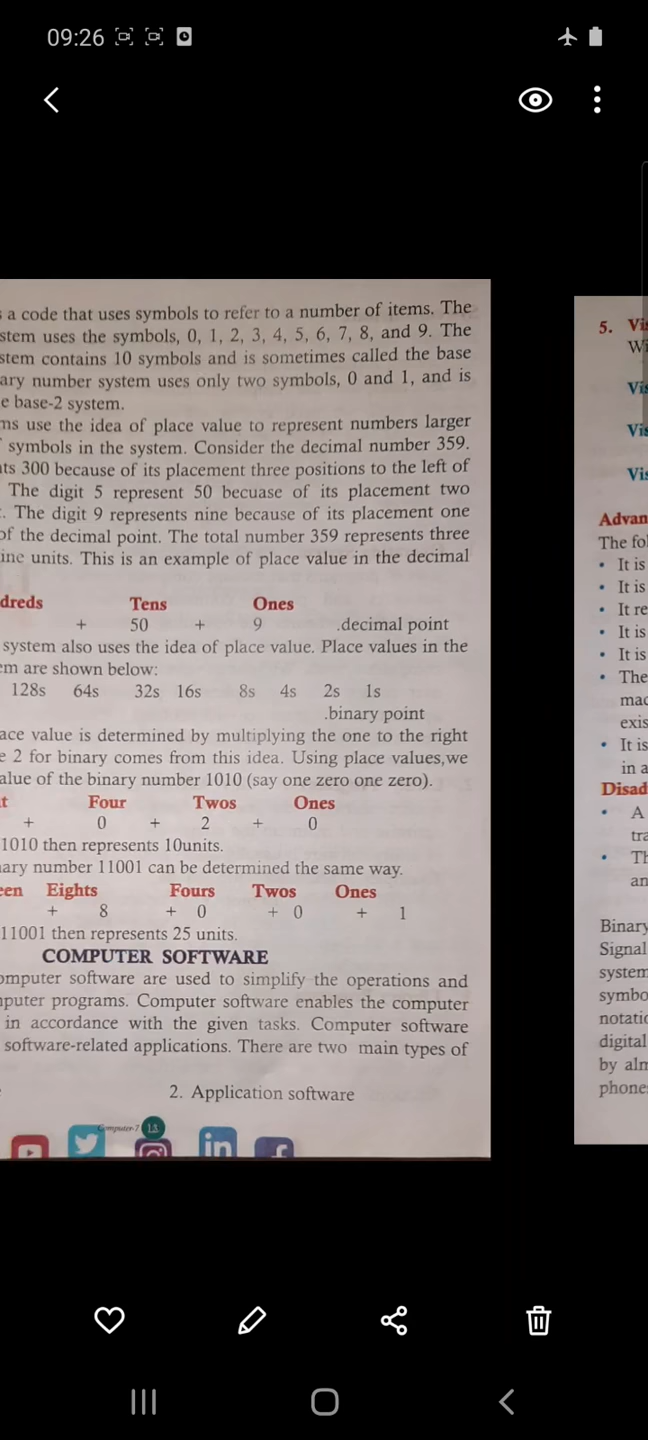 09:26
s a code that uses symbols to refer to a number of items. The
stem uses the symbols, 0, 1, 2, 3, 4, 5, 6, 7, 8, and 9. The
stem contains 10 symbols and is sometimes called the base
ary number system uses only two symbols, 0 and 1, and is
e base-2 system.
ms use the idea of place value to represent numbers larger
symbols in the system. Consider the decimal number 359.
nts 300 because of its placement three positions to the left of
The digit 5 represent 50 becuase of its placement two
. The digit 9 represents nine because of its placement one
of the decimal point. The total number 359 represents three
ine units. This is an example of place value in the decimal
dreds Tens Ones
+ 50 + 9 .decimal point
system also uses the idea of place value. Place values in the
em are shown below:
128s 64s 32s 16s 8s 4s 2s 1s
.binary point
ace value is determined by multiplying the one to the right
e 2 for binary comes from this idea. Using place values,we
alue of the binary number 1010 (say one zero one zero).
t Four Twos Ones
+ 0 + 2 + 0
1010 then represents 10units.
nary number 11001 can be determined the same way.
een Eights Fours Twos Ones
+ 8 + 0 + 0 + 1
11001 then represents 25 units.
COMPUTER SOFTWARE
omputer software are used to simplify the operations and
nputer programs. Computer software enables the computer
in accordance with the given tasks. Computer software
software-related applications. There are two main types of
2. Application software
Computer-7 13
in
f
5. Vis
Wi
Vis
Vis
Vis
Advan
The fol
• It is
• It is
• It re
• It is
• It is
• The
mac
exis
• It is
in a
Disad
• A
tra
• Th
an
Binary
Signal
system
symbo
notatio
digital
by alm
phone